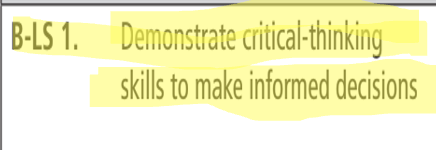 B-LS 1. Demonstrate critical-thinking
skills to make informed decisions